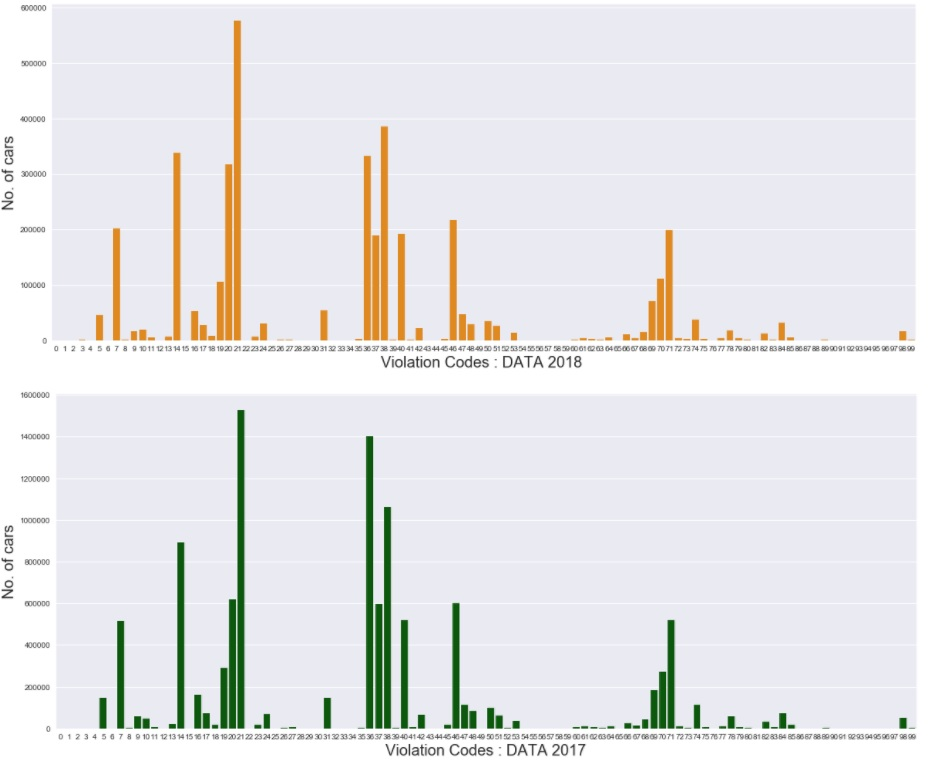 600000
500000
400000
300000
200000
100000
0
No. of cars
0 1 2 3 4 5 6 7 8 9 10 11 12 13 14 15 16 17 18 19 20 21 22 23 24 25 26 27 28 29 30 31 32 33 34 35 36 37 38 39 40 41 42 43 44 45 46 47 48 49 50 51 52 53 54 55 56 57 58 59 60 61 62 63 64 65 66 67 68 69 70 71 72 73 74 75 76 77 78 79 80 81 82 83 84 85 86 87 88 89 90 91 92 93 94 95 96 97 98 99
Violation Codes : DATA 2018
1600000
1400000
1200000
1000000
800000
600000
400000
200000
0
No. of cars
0 1 2 3 4 5 6 7 8 9 10 11 12 13 14 15 16 17 18 19 20 21 22 23 24 25 26 27 28 29 30 31 32 33 34 35 36 37 38 39 40 41 42 43 44 45 46 47 48 49 50 51 52 53 54 55 56 57 58 59 60 61 62 63 64 65 66 67 68 69 70 71 72 73 74 75 76 77 78 79 80 81 82 83 84 85 86 87 88 89 90 91 92 93 94 95 96 97 98 99
Violation Codes : DATA 2017